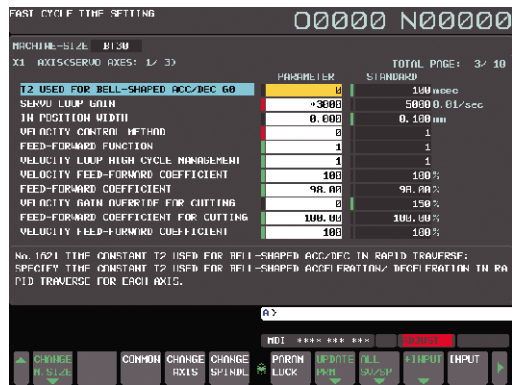 FAST CYCLE TIME SETTING O0000 N00000
MACHINE-SIZE BT30
X1 AXIS(SERVO AXES: 1/ 3) TOTAL PAGE: 3/ 10
PARAMETER STANDARD
T2 USED FOR BELL-SHAPED ACC/DEC G0 0 100 msec
SERVO LOOP GAIN *3000 5000 0.01/sec
IN POSITION WIDTH 0.000 0.100 mm
VELOCITY CONTROL METHOD 0 1
FEED-FORWARD FUNCTION 1 1
VELOCITY LOOP HIGH CYCLE MANAGEMENT 1 1
VELOCITY FEED-FORWARD COEFFICIENT 100 100 %
FEED-FORWARD COEFFICIENT 98.00 98.00 %
VELOCITY GAIN OVERRIDE FOR CUTTING 0 150 %
FEED-FORWARD COEFFICIENT FOR CUTTING 100.00 100.00 %
VELOCITY FEED-FORWARD COEFFICIENT 100 100 %
No.1621 TIME CONSTANT T2 USED FOR BELL-SHAPED ACC/DEC IN RAPID TRAVERSE:
SPECIFY TIME CONSTANT T2 USED FOR BELL-SHAPED ACCELERATION/ DECELERATION IN RA
PID TRAVERSE FOR EACH AXIS.
A>
MDI **** *** ***
CHANGE M.SIZE COMMON CHANGE AXIS CHANGE SPINDL PARAM LOCK UPDATE PRM ALL SV/SP +INPUT INPUT